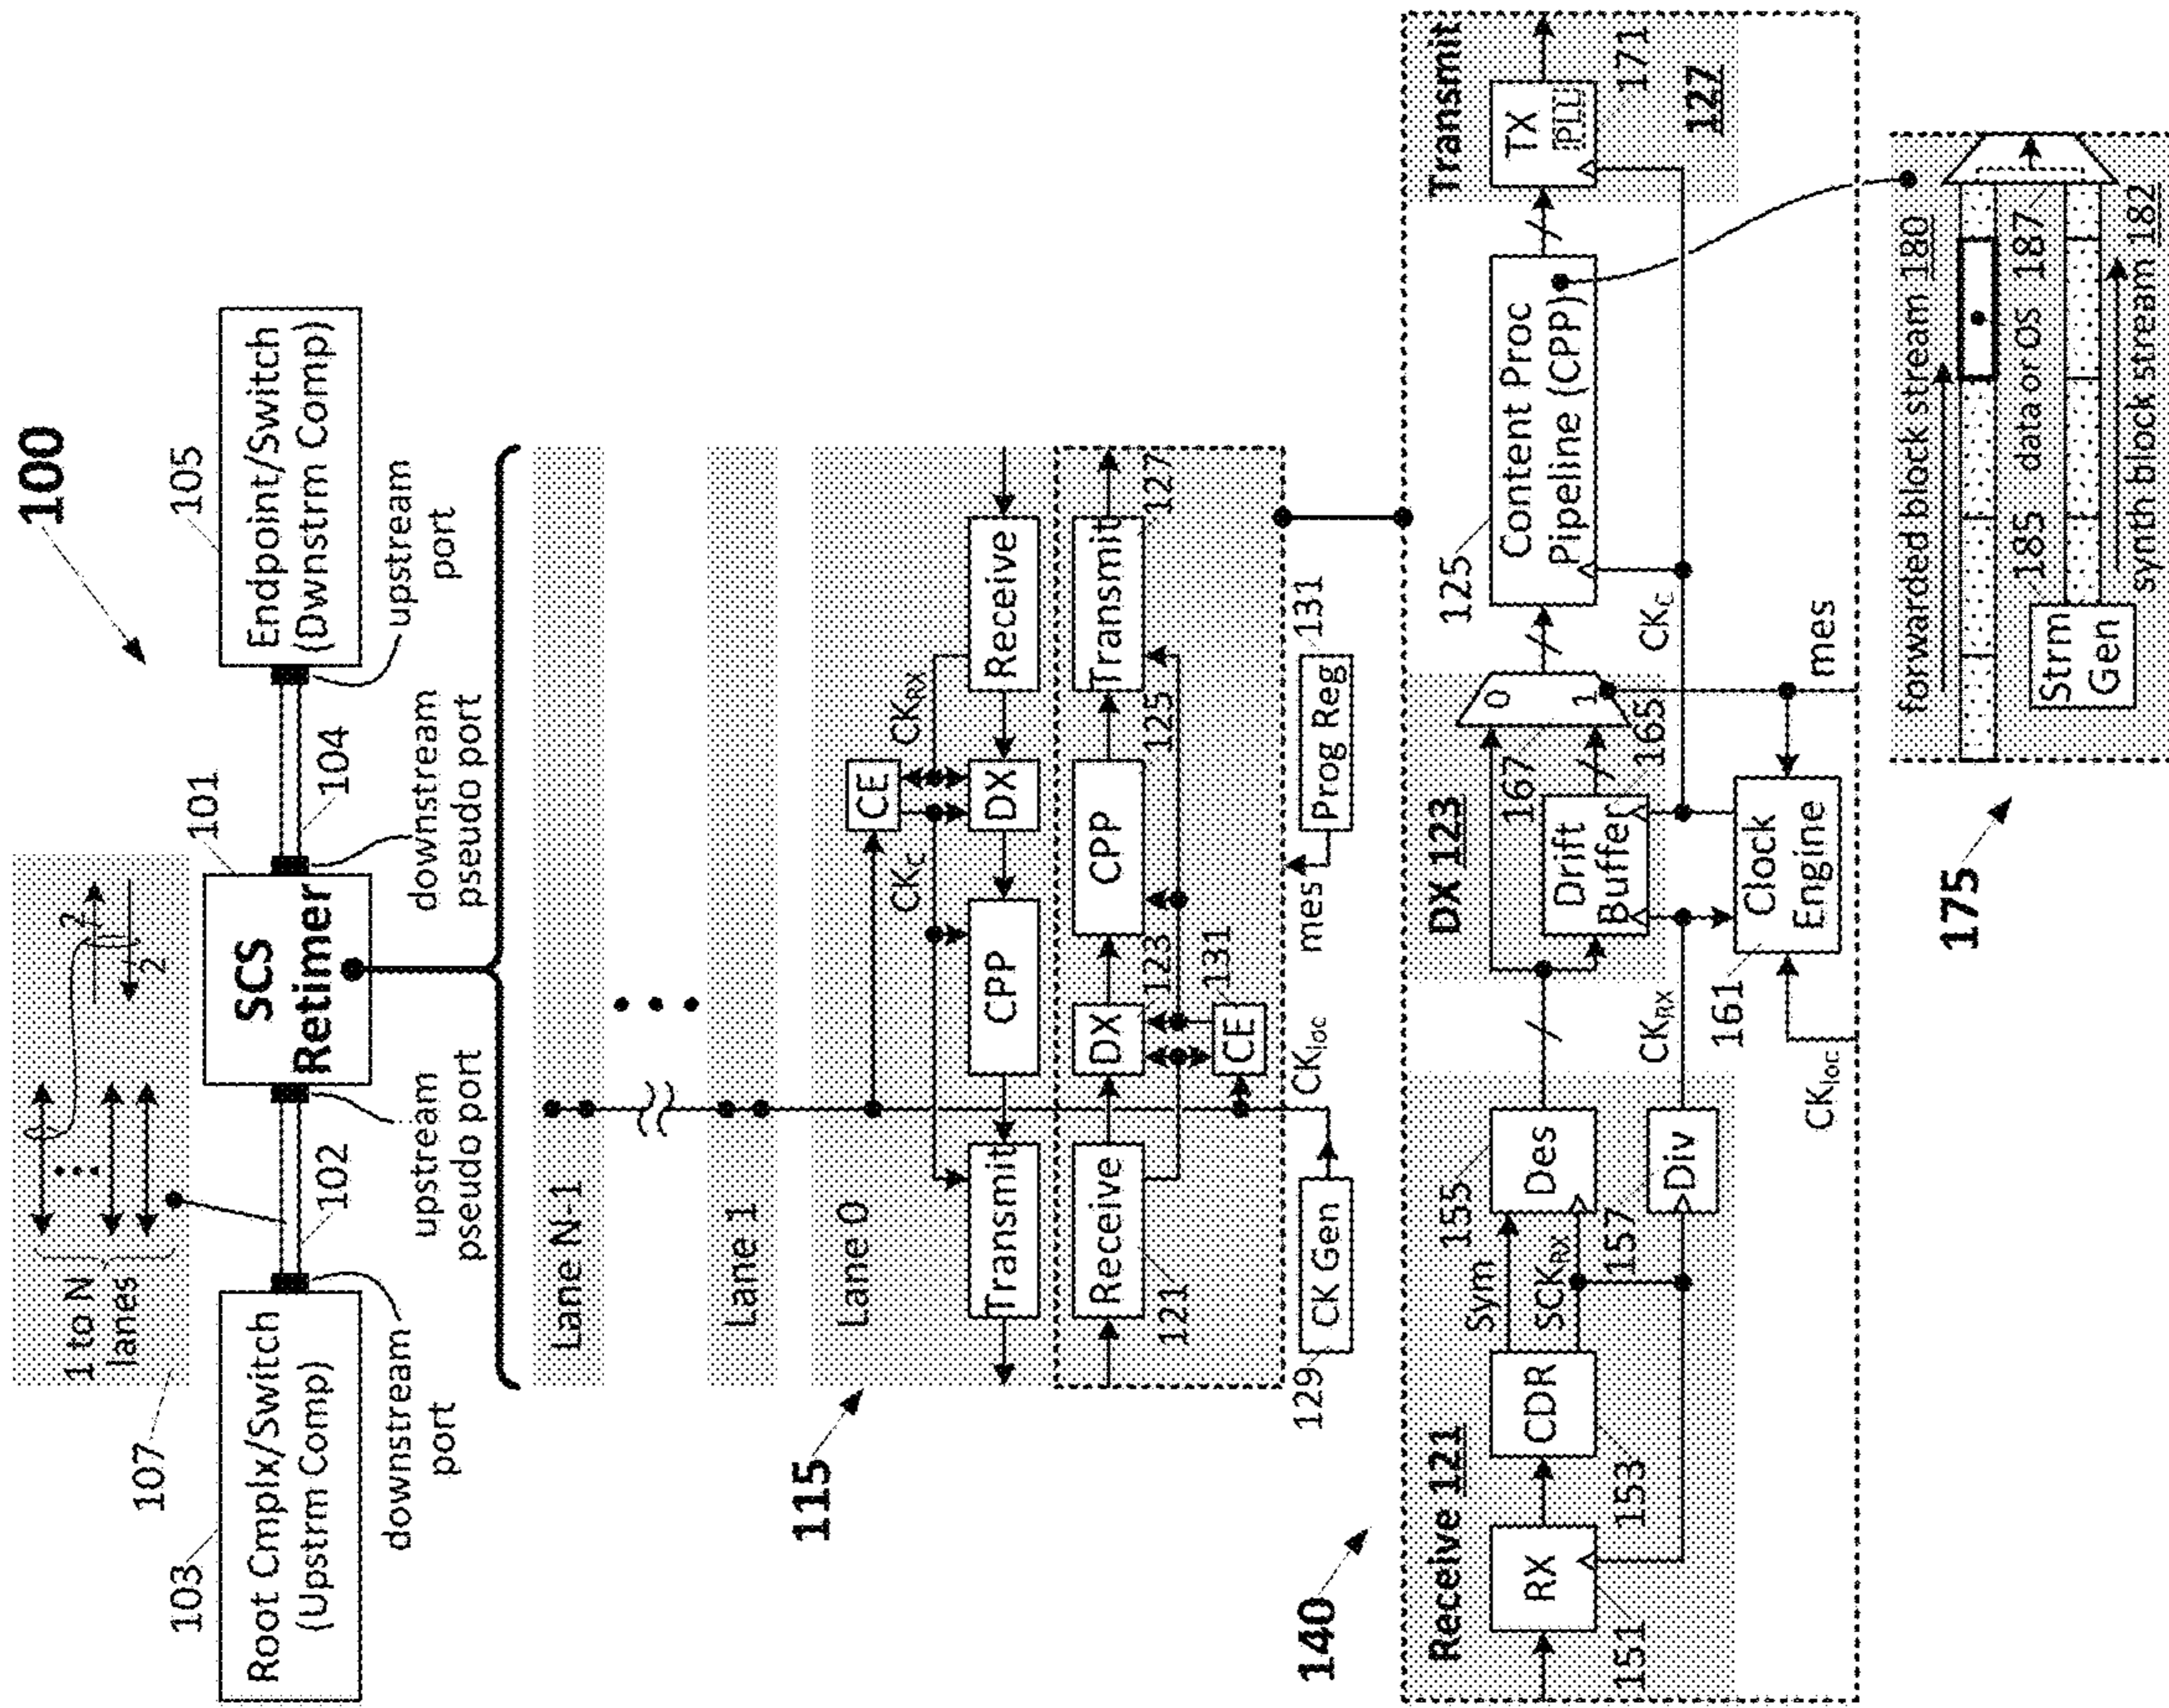 100
1 to N
lanes
107
2
2
103
Root Cmplx/Switch
(Upstrm Comp)
downstream
port
102
upstream
pseudo port
101
SCS
Retimer
downstream
pseudo port
104
105
Endpoint/Switch
(Dwnstrm Comp)
upstream
port
115
Lane N-1
Lane 1
Lane 0
Transmit
CPP
CK_C
CE
DX
CK_RX
Receive
Receive
121
DX
123
CE
131
CPP
125
Transmit
127
129
CK Gen
CK_loc
mes
Prog Reg
131
140
Receive 121
RX
151
CDR
153
Sym
SCK_RX
155
Des
157
Div
CK_RX
CK_loc
161
DX 123
0
1
167
Drift
Buffer
165
Clock
Engine
mes
CK_C
125
Content Proc
Pipeline (CPP)
Transmit
TX
PLL
171
127
175
forwarded block stream 180
185 data or OS 187
Strm
Gen
synth block stream 182